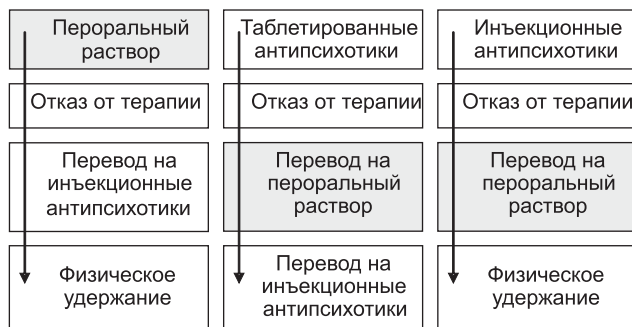 Пероральный
раствор
Отказ от терапии
Перевод на
инъекционные
антипсихотики
Физическое
удержание
Таблетированные
антипсихотики
Отказ от терапии
Перевод на
пероральный
раствор
Перевод на
инъекционные
антипсихотики
Инъекционные
антипсихотики
Отказ от терапии
Перевод на
пероральный
раствор
Физическое
удержание